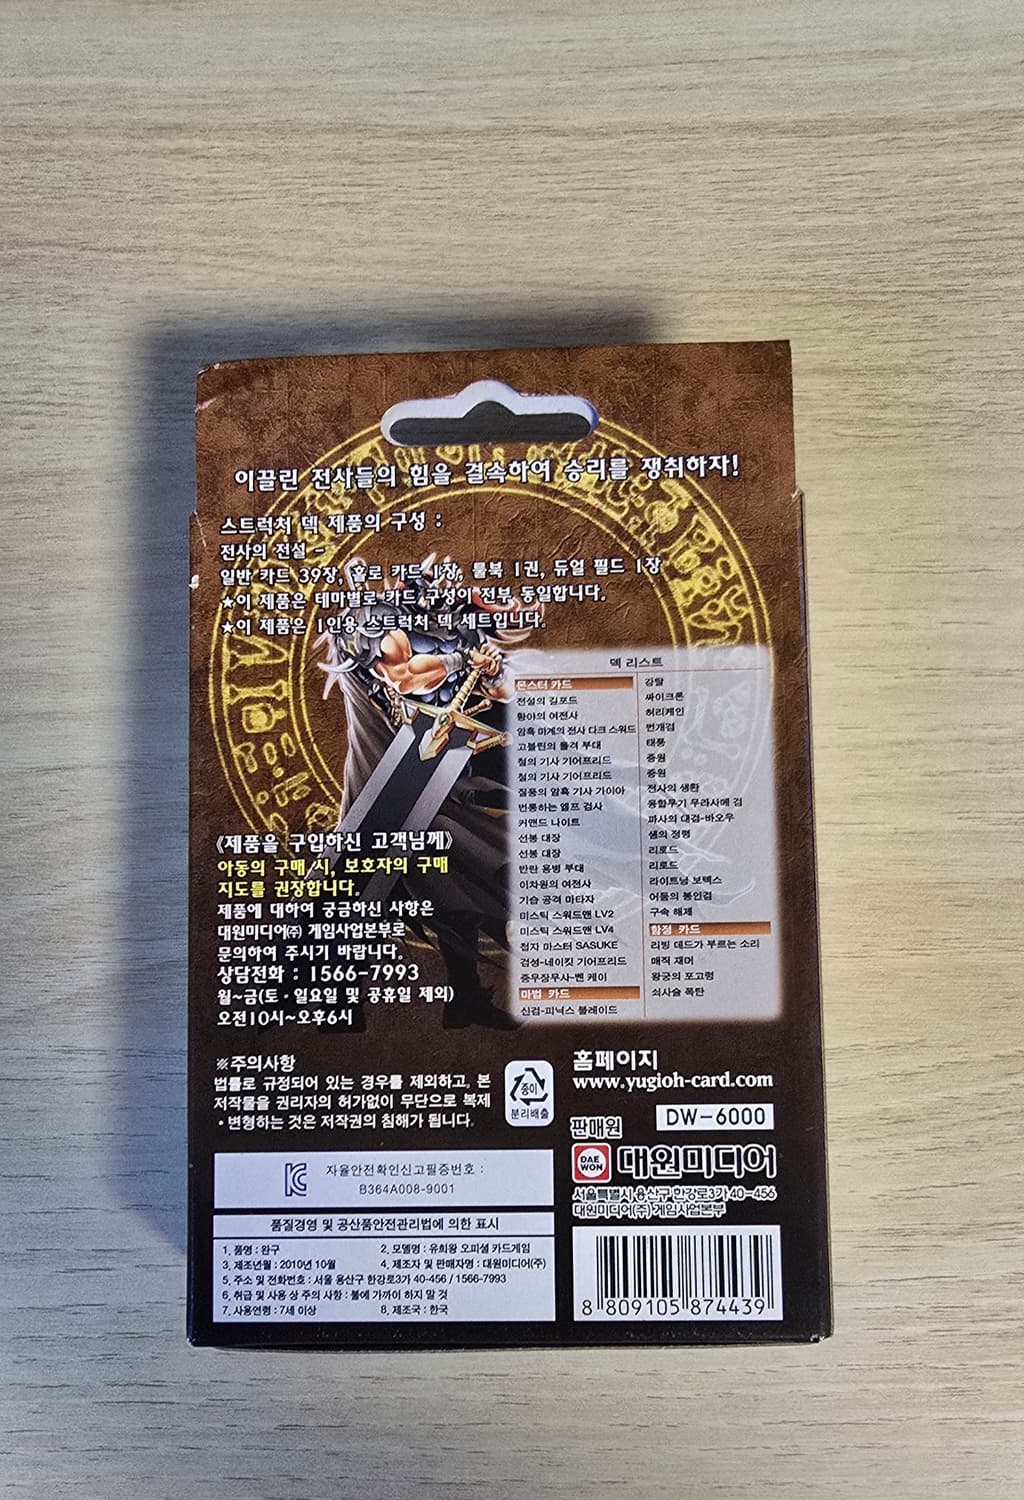 이끌린 전사들의 힘을 결속하여 승리를 쟁취하자!
스트럭처 덱 제품의 구성 :
전사의 전설 -
일반 카드 39장, 홀로 카드 1장, 룰북 1권, 듀얼 필드 1장
★이 제품은 테마별로 카드 구성이 전부 동일합니다.
★이 제품은 1인용 스트럭처 덱 세트입니다.
덱 리스트
몬스터 카드
전설의 길포드
황야의 여전사
암흑 마계의 전사 다크 스워드
고블린의 돌격 부대
철의 기사 기어프리드
철의 기사 기어프리드
질풍의 암흑 기사 가이아
번롱하는 엘프 검사
커맨드 나이트
선봉 대장
선봉 대장
반란 용병 부대
이차원의 여전사
기습 공격 마타자
미스틱 스워드맨 LV2
미스틱 스워드맨 LV4
첨자 마스터 SASUKE
검성-네이킷 기어프리드
중무장무사-벤 케이
마법 카드
신검-피닉스 블레이드
강탈
싸이크론
허리케인
번개검
태풍
증원
증원
전사의 생환
융합무기 무라사메 검
파사의 대검-바오우
샘의 정령
리로드
리로드
라이트닝 보텍스
어둠의 봉인검
구속 해제
함정 카드
리빙 데드가 부르는 소리
매직 재머
왕궁의 포고령
쇠사슬 폭탄
《제품을 구입하신 고객님께》
아동의 구매 시, 보호자의 구매
지도를 권장합니다.
제품에 대하여 궁금하신 사항은
대원미디어㈜ 게임사업본부로
문의하여 주시기 바랍니다.
상담전화 : 1566-7993
월~금(토·일요일 및 공휴일 제외)
오전10시~오후6시
※주의사항
법률로 규정되어 있는 경우를 제외하고, 본
저작물을 권리자의 허가없이 무단으로 복제
·변형하는 것은 저작권의 침해가 됩니다.
종이
분리배출
홈페이지
www.yugioh-card.com
DW-6000
판매원
DAE WON 대원미디어
서울특별시 용산구 한강로3가 40-456
대원미디어(주) 게임사업본부
자율안전확인신고필증번호 :
B364A008-9001
품질경영 및 공산품안전관리법에 의한 표시
1. 품명 : 완구 2. 모델명 : 유희왕 오피셜 카드게임
3. 제조년월 : 2010년 10월 4. 제조자 및 판매자명 : 대원미디어(주)
5. 주소 및 전화번호 : 서울 용산구 한강로3가 40-456 / 1566-7993
6. 취급 및 사용 상 주의 사항 : 불에 가까이 하지 말 것
7. 사용연령 : 7세 이상 8. 제조국 : 한국
8 809105 874439